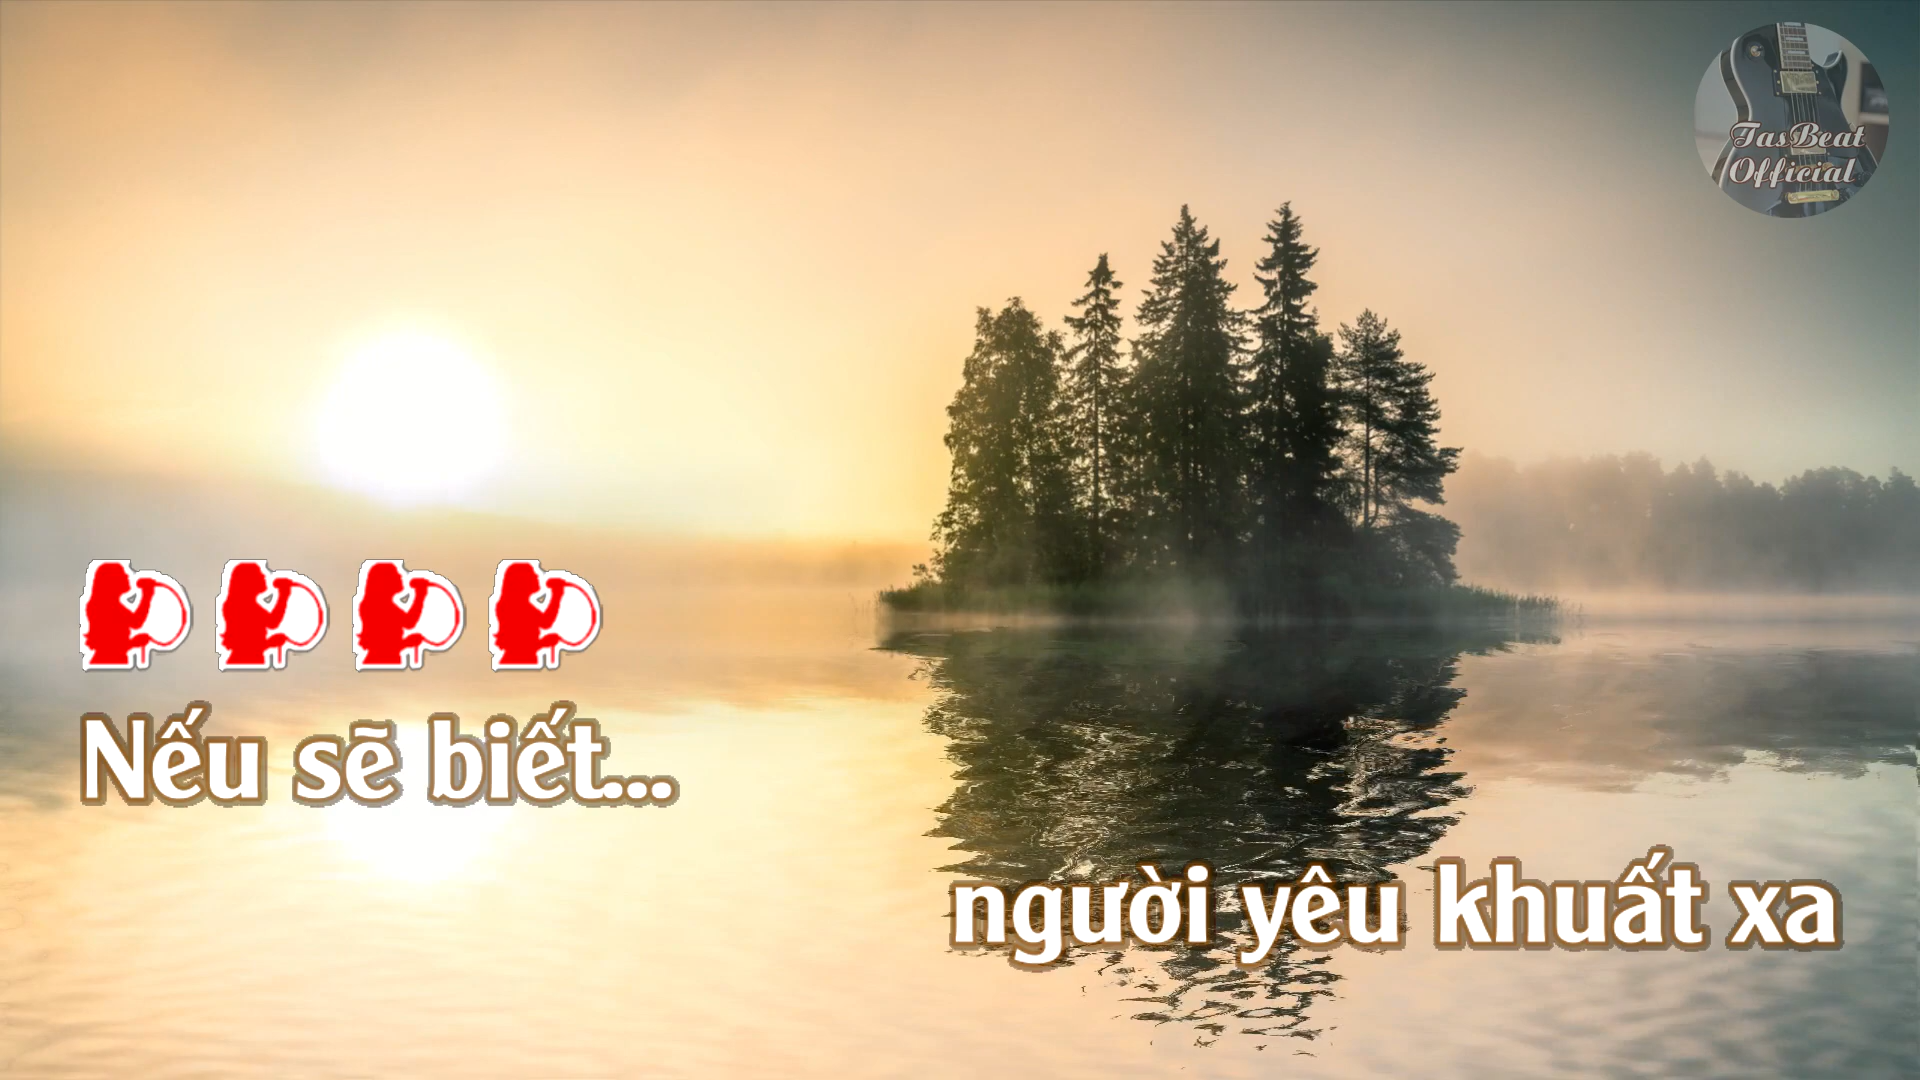 TasBeat
Official
Nếu sẽ biết...
người yêu khuất xa